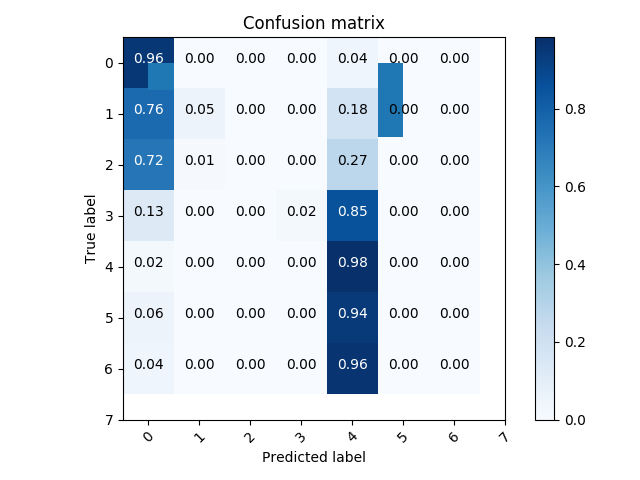 Confusion matrix
0 0.96 0.00 0.00 0.00 0.04 0.00 0.00
1 0.76 0.05 0.00 0.00 0.18 0.00 0.00
2 0.72 0.01 0.00 0.00 0.27 0.00 0.00
3 0.13 0.00 0.00 0.02 0.85 0.00 0.00
4 0.02 0.00 0.00 0.00 0.98 0.00 0.00
5 0.06 0.00 0.00 0.00 0.94 0.00 0.00
6 0.04 0.00 0.00 0.00 0.96 0.00 0.00
7
True label
0 1 2 3 4 5 6 7
Predicted label
0.8
0.6
0.4
0.2
0.0